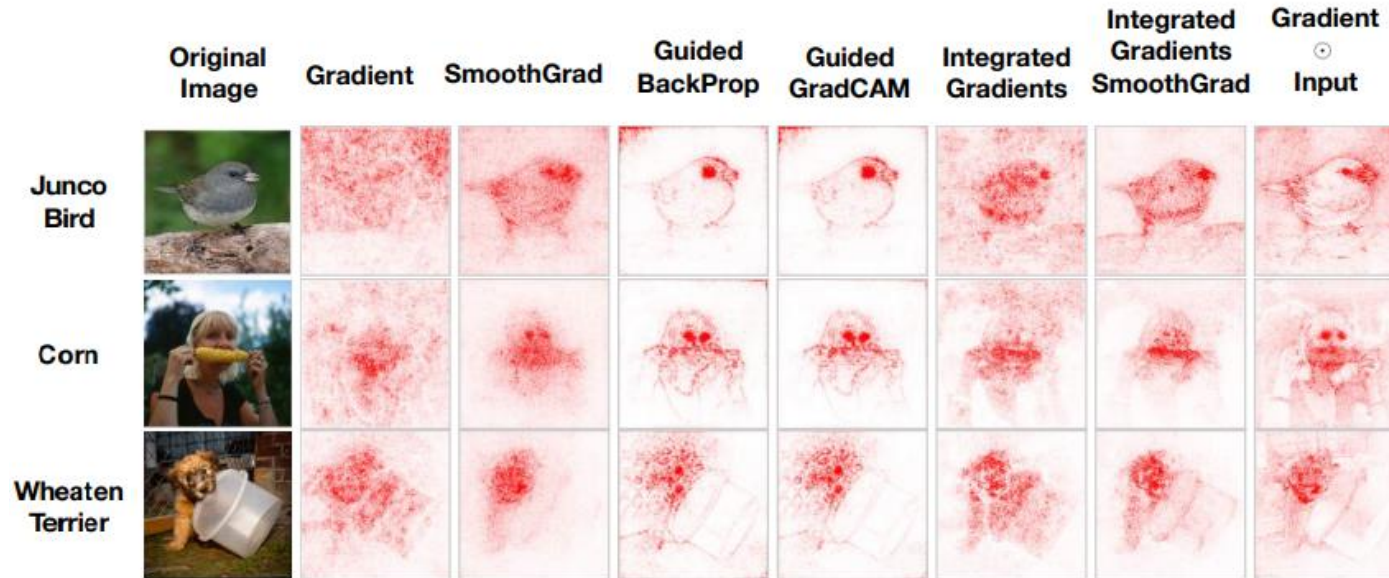 Original
Image
Gradient
SmoothGrad
Guided
BackProp
Guided
GradCAM
Integrated
Gradients
Integrated
Gradients
SmoothGrad
Gradient
⊙
Input
Junco
Bird
Corn
Wheaten
Terrier